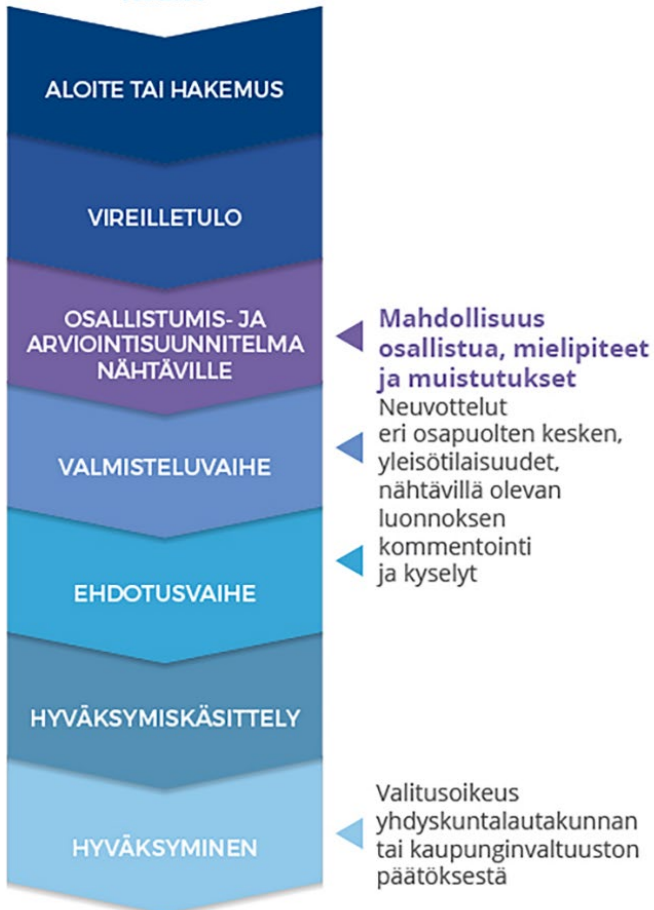 ALOITE TAI HAKEMUS
VIREILLETULO
OSALLISTUMIS- JA
ARVIOINTISUUNNITELMA
NÄHTÄVILLE
Mahdollisuus
osallistua, mielipiteet
ja muistutukset
Neuvottelut
eri osapuolten kesken,
yleisötilaisuudet,
nähtävillä olevan
luonnoksen
kommentointi
ja kyselyt
VALMISTELUVAIHE
EHDOTUSVAIHE
HYVÄKSYMISKÄSITTELY
HYVÄKSYMINEN
Valitusoikeus
yhdyskuntalautakunnan
tai kaupunginvaltuuston
päätöksestä